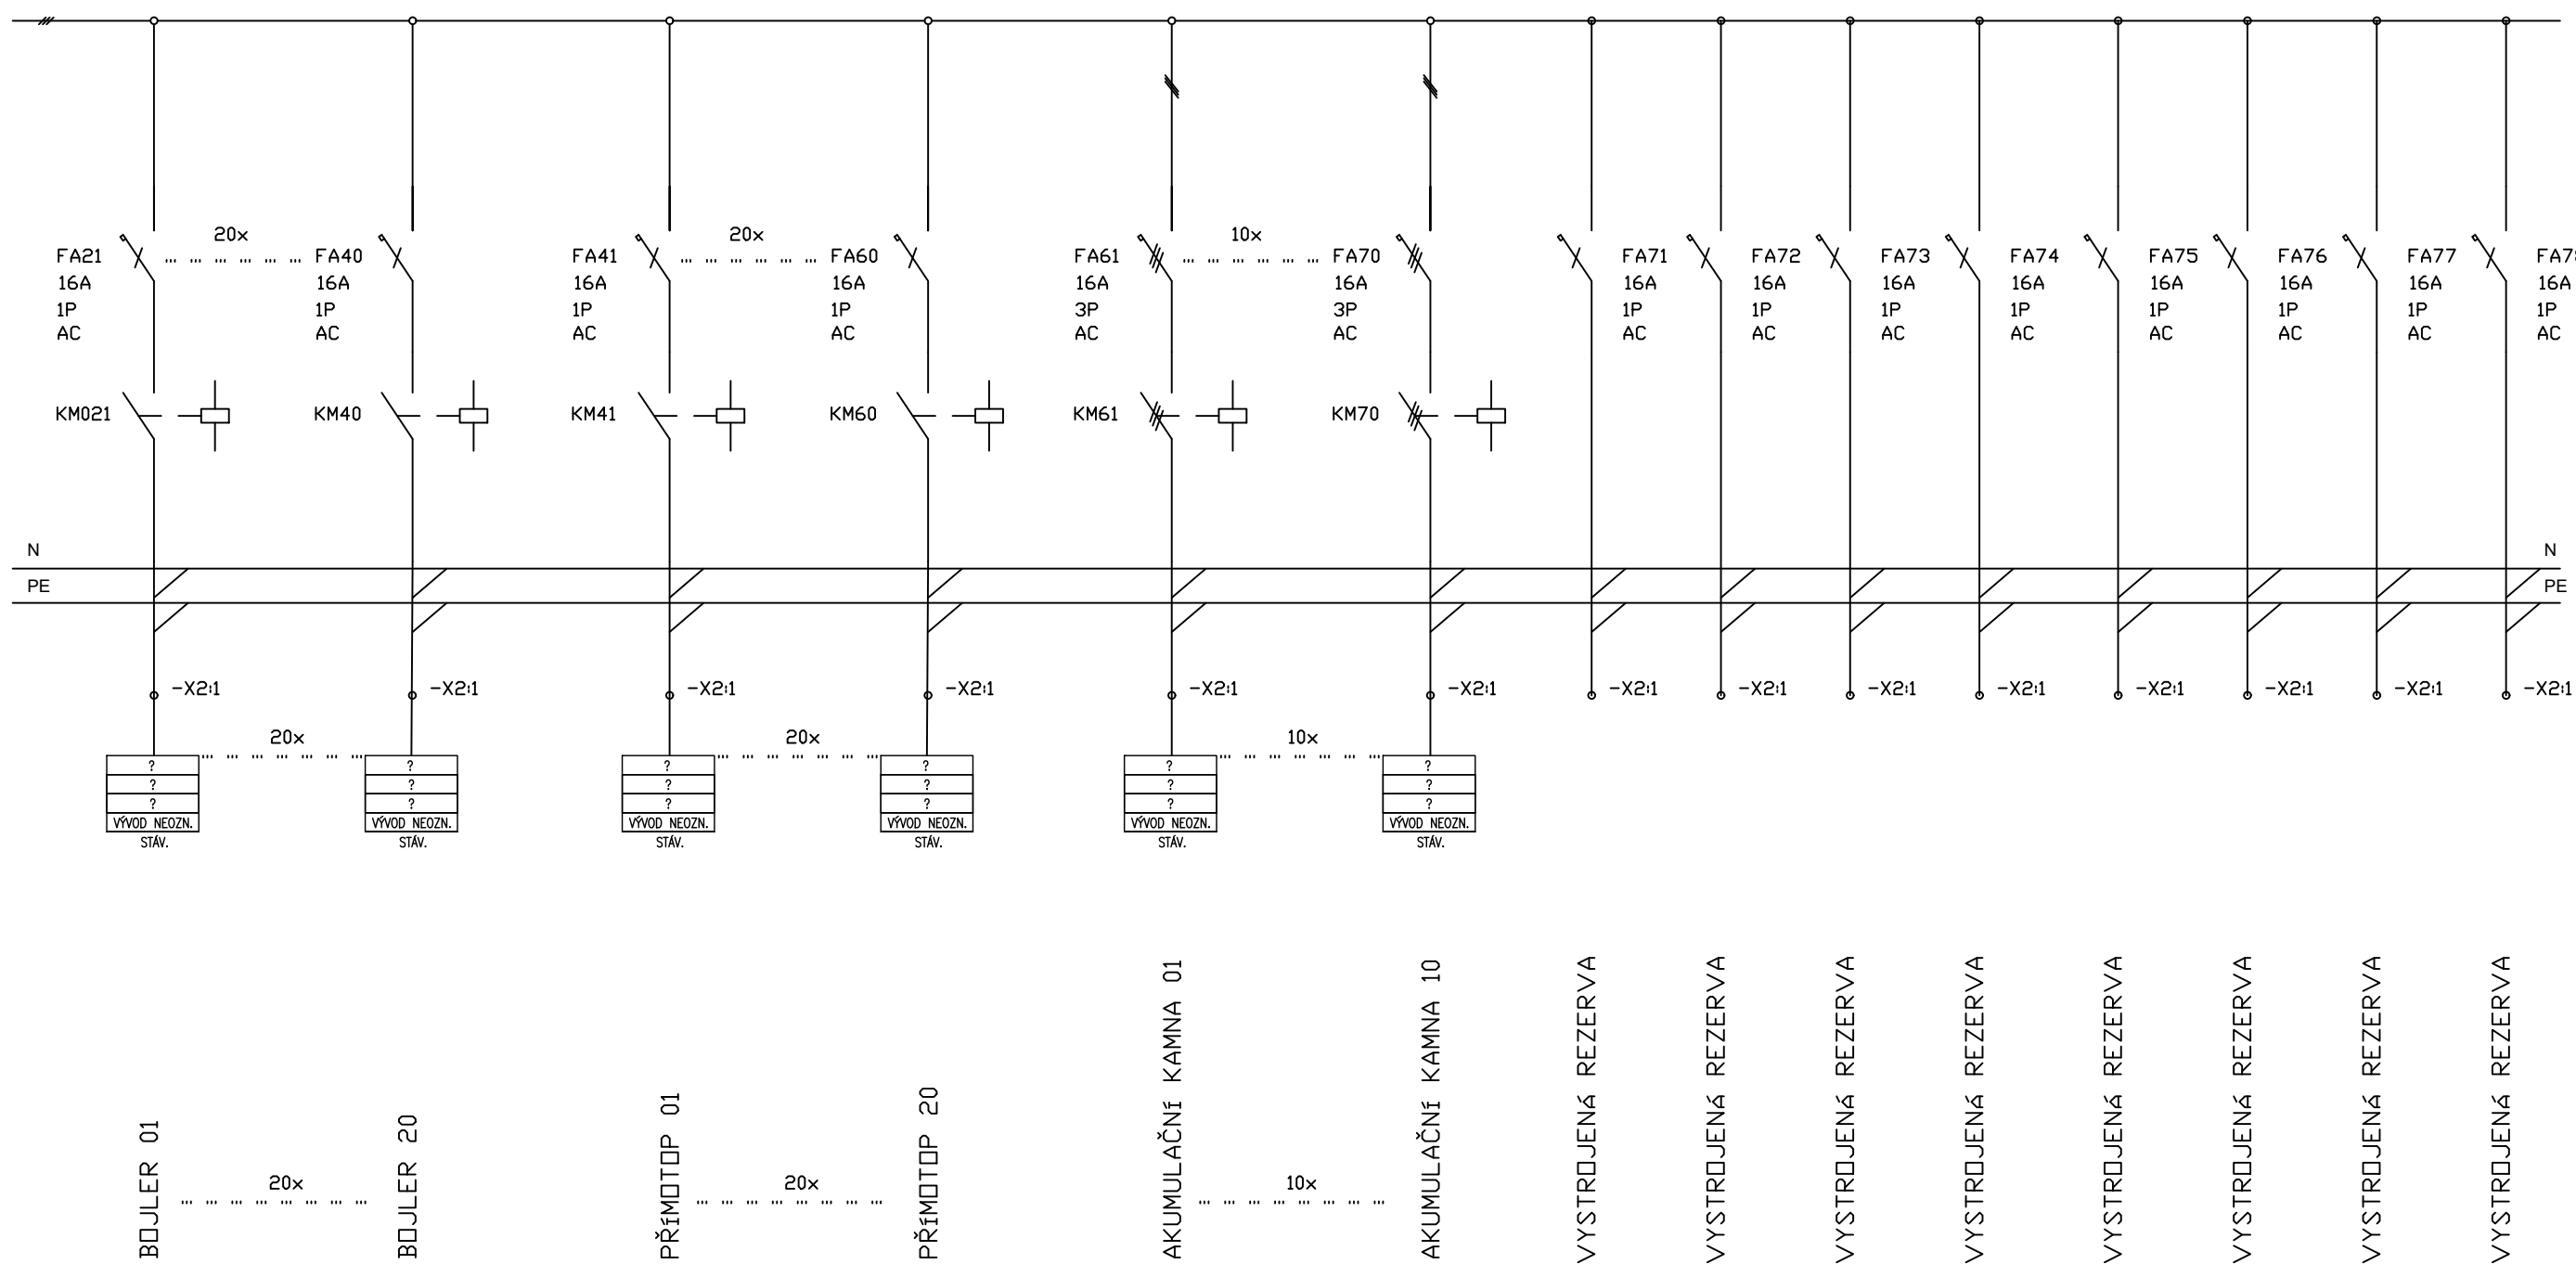 20x 20x 10x
FA21 FA40 FA41 FA60 FA61 FA70 FA71 FA72 FA73 FA74 FA75 FA76 FA77
16A 16A 16A 16A 16A 16A 16A 16A 16A 16A 16A 16A 16A 16A
1P 1P 1P 1P 3P 3P 1P 1P 1P 1P 1P 1P 1P 1P
AC AC AC AC AC AC AC AC AC AC AC AC AC AC
KM021 KM40 KM41 KM60 KM61 KM70
N N
PE PE
-X2:1 -X2:1 -X2:1 -X2:1 -X2:1 -X2:1 -X2:1 -X2:1 -X2:1 -X2:1 -X2:1 -X2:1 -X2:1 -X2:1
20x 20x 10x
? ? ? ? ? ?
? ? ? ? ? ?
? ? ? ? ? ?
VÝVOD NEOZN. VÝVOD NEOZN. VÝVOD NEOZN. VÝVOD NEOZN. VÝVOD NEOZN. VÝVOD NEOZN.
STÁV. STÁV. STÁV. STÁV. STÁV. STÁV.
BOJLER 01
20x
BOJLER 20
PŘÍMOTOP 01
20x
PŘÍMOTOP 20
AKUMULAČNÍ KAMNA 01
10x
AKUMULAČNÍ KAMNA 10
VYSTROJENÁ REZERVA
VYSTROJENÁ REZERVA
VYSTROJENÁ REZERVA
VYSTROJENÁ REZERVA
VYSTROJENÁ REZERVA
VYSTROJENÁ REZERVA
VYSTROJENÁ REZERVA
VYSTROJENÁ REZERVA